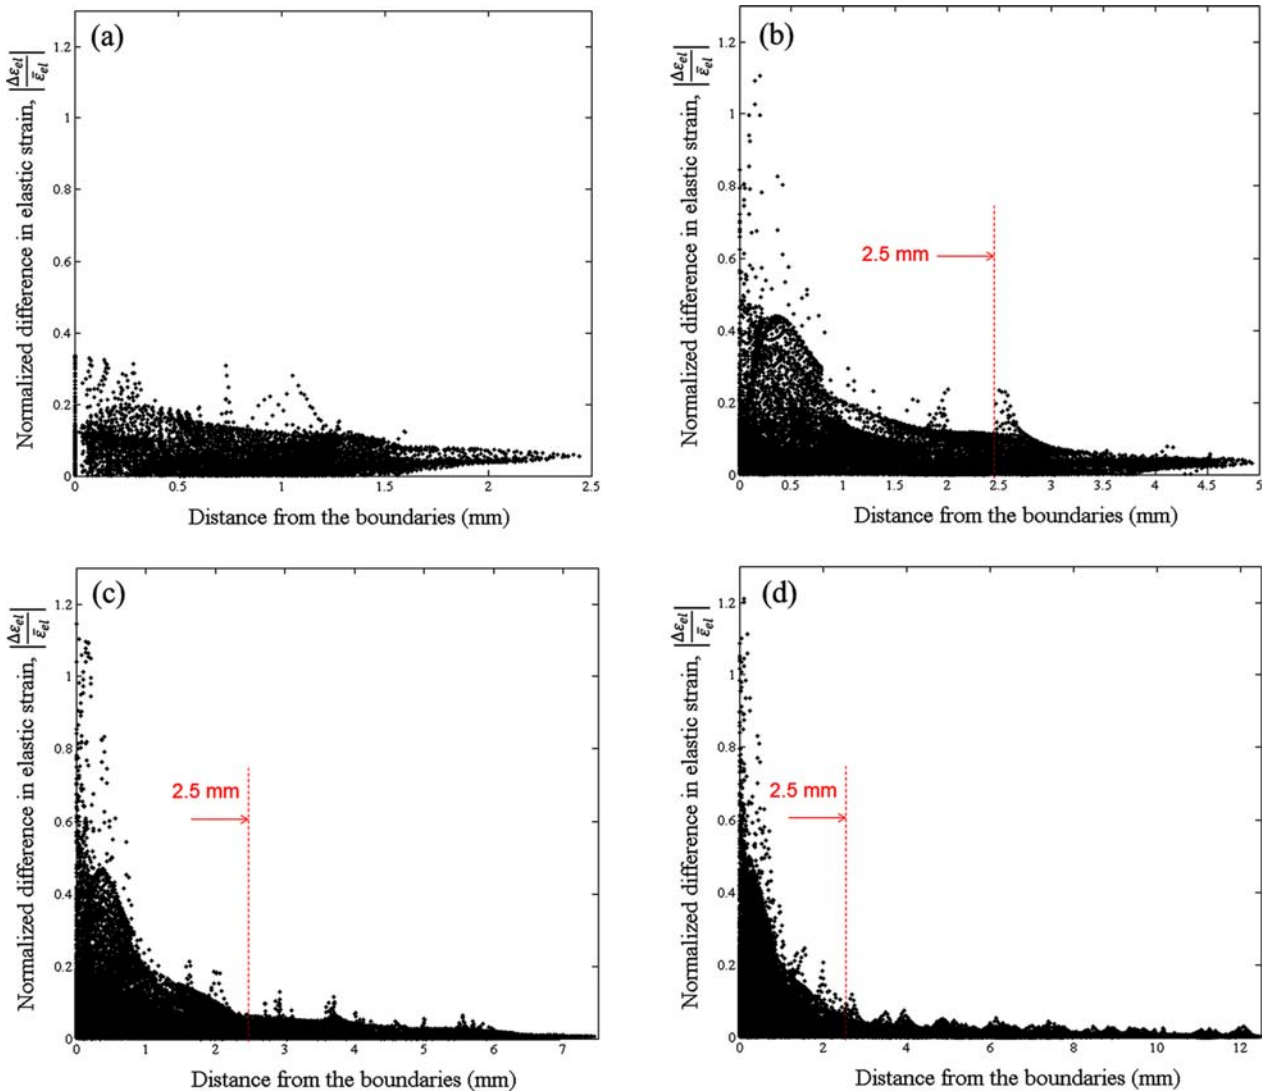 (a)
Normalized difference in elastic strain, |Δε_el / ε̄_el|
1.2
1
0.8
0.6
0.4
0.2
0
0 0.5 1 1.5 2 2.5
Distance from the boundaries (mm)
(b)
Normalized difference in elastic strain, |Δε_el / ε̄_el|
1.2
1
0.8
0.6
0.4
0.2
0
2.5 mm
0 0.5 1 1.5 2 2.5 3 3.5 4 4.5 5
Distance from the boundaries (mm)
(c)
Normalized difference in elastic strain, |Δε_el / ε̄_el|
1.2
1
0.8
0.6
0.4
0.2
0
2.5 mm
0 1 2 3 4 5 6 7
Distance from the boundaries (mm)
(d)
Normalized difference in elastic strain, |Δε_el / ε̄_el|
1.2
1
0.8
0.6
0.4
0.2
0
2.5 mm
0 2 4 6 8 10 12
Distance from the boundaries (mm)